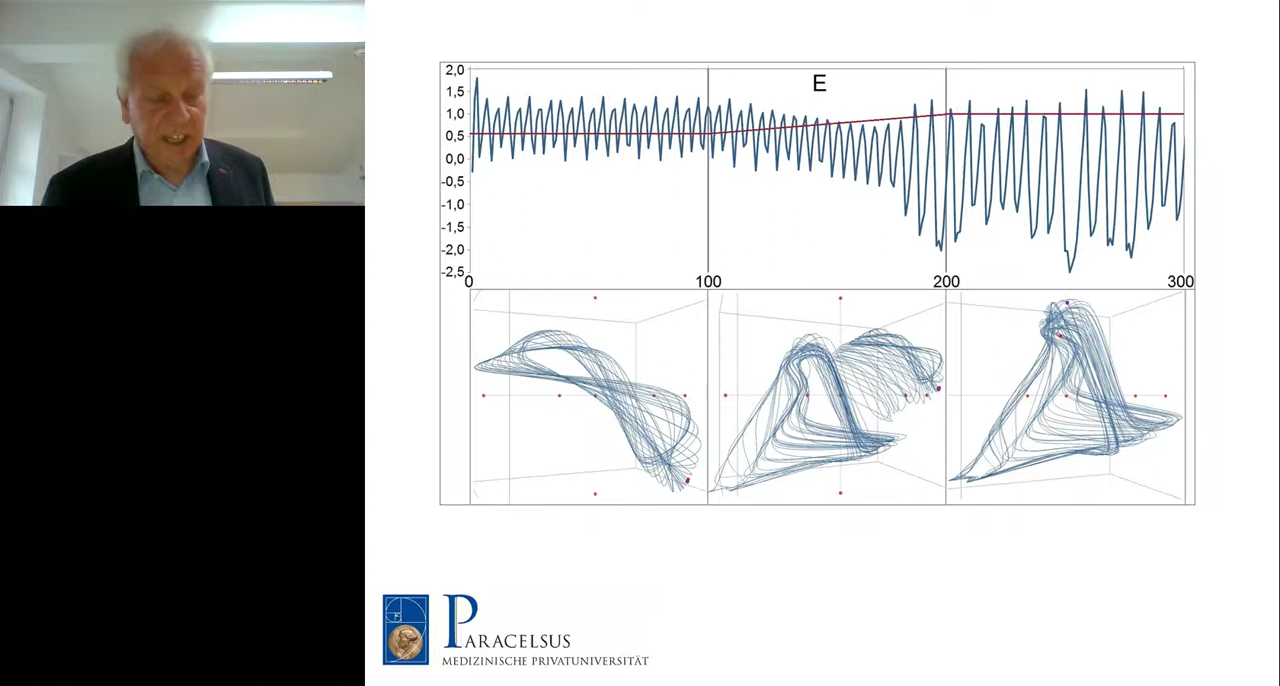 2,0
E
1,5
1,0
0,5
0,0
-0,5
-1,0
-1,5
-2,0
-2,5
0 100 200 300
PARACELSUS
MEDIZINISCHE PRIVATUNIVERSITÄT